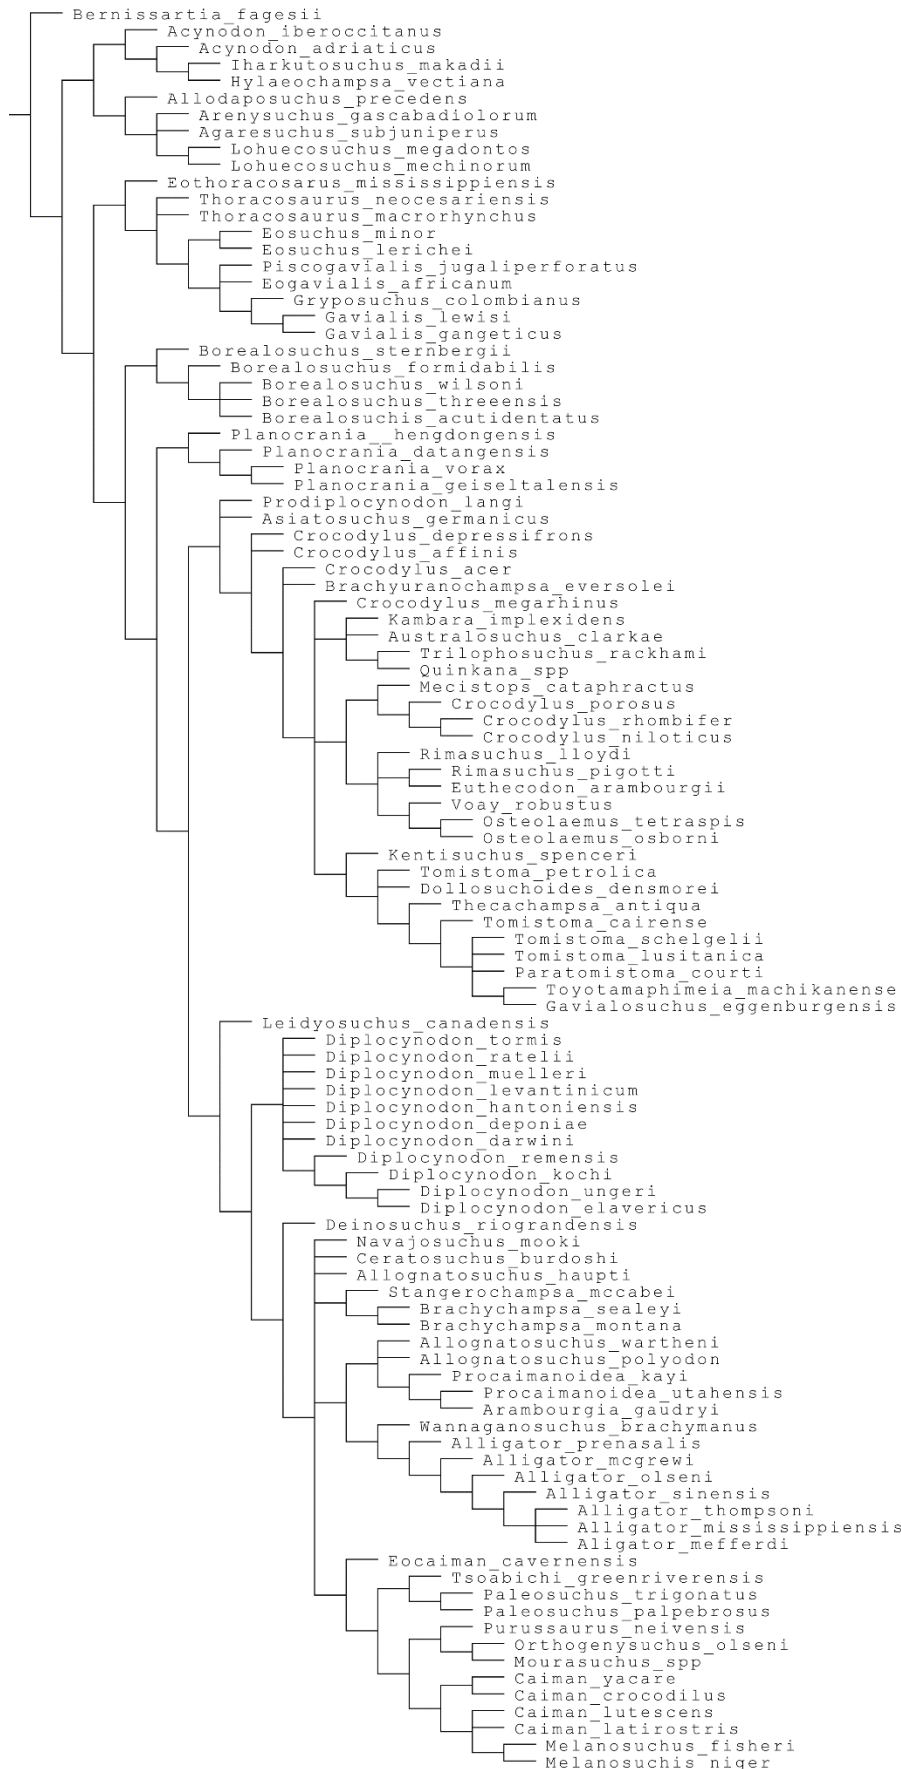 Bernissartia_fagesii
Acynodon_iberoccitanus
Acynodon_adriaticus
Iharkutosuchus_makadii
Hylaeochampsa_vectiana
Allodaposuchus_precedens
Arenysuchus_gascabadiolorum
Agaresuchus_subjuniperus
Lohuecosuchus_megadontos
Lohuecosuchus_mechinorum
Eothoracosarus_mississippiensis
Thoracosaurus_neocesariensis
Thoracosaurus_macrorhynchus
Eosuchus_minor
Eosuchus_lerichei
Piscogavialis_jugaliperforatus
Eogavialis_africanum
Gryposuchus_colombianus
Gavialis_lewisi
Gavialis_gangeticus
Borealosuchus_sternbergii
Borealosuchus_formidabilis
Borealosuchus_wilsoni
Borealosuchus_threeensis
Borealosuchis_acutidentatus
Planocrania__hengdongensis
Planocrania_datangensis
Planocrania_vorax
Planocrania_geiseltalensis
Prodiplocynodon_langi
Asiatosuchus_germanicus
Crocodylus_depressifrons
Crocodylus_affinis
Crocodylus_acer
Brachyuranochampsa_eversolei
Crocodylus_megarhinus
Kambara_implexidens
Australosuchus_clarkae
Trilophosuchus_rackhami
Quinkana_spp
Mecistops_cataphractus
Crocodylus_porosus
Crocodylus_rhombifer
Crocodylus_niloticus
Rimasuchus_lloydi
Rimasuchus_pigotti
Euthecodon_arambourgii
Voay_robustus
Osteolaemus_tetraspis
Osteolaemus_osborni
Kentisuchus_spenceri
Tomistoma_petrolica
Dollosuchoides_densmorei
Thecachampsa_antiqua
Tomistoma_cairense
Tomistoma_schelgelii
Tomistoma_lusitanica
Paratomistoma_courti
Toyotamaphimeia_machikanense
Gavialosuchus_eggenburgensis
Leidyosuchus_canadensis
Diplocynodon_tormis
Diplocynodon_ratelii
Diplocynodon_muelleri
Diplocynodon_levantinicum
Diplocynodon_hantoniensis
Diplocynodon_deponiae
Diplocynodon_darwini
Diplocynodon_remensis
Diplocynodon_kochi
Diplocynodon_ungeri
Diplocynodon_elavericus
Deinosuchus_riograndensis
Navajosuchus_mooki
Ceratosuchus_burdoshi
Allognatosuchus_haupti
Stangerochampsa_mccabei
Brachychampsa_sealeyi
Brachychampsa_montana
Allognatosuchus_wartheni
Allognatosuchus_polyodon
Procaimanoidea_kayi
Procaimanoidea_utahensis
Arambourgia_gaudryi
Wannaganosuchus_brachymanus
Alligator_prenasalis
Alligator_mcgrewi
Alligator_olseni
Alligator_sinensis
Alligator_thompsoni
Alligator_mississippiensis
Aligator_mefferdi
Eocaiman_cavernensis
Tsoabichi_greenriverensis
Paleosuchus_trigonatus
Paleosuchus_palpebrosus
Purussaurus_neivensis
Orthogenysuchus_olseni
Mourasuchus_spp
Caiman_yacare
Caiman_crocodilus
Caiman_lutescens
Caiman_latirostris
Melanosuchus_fisheri
Melanosuchis_niger